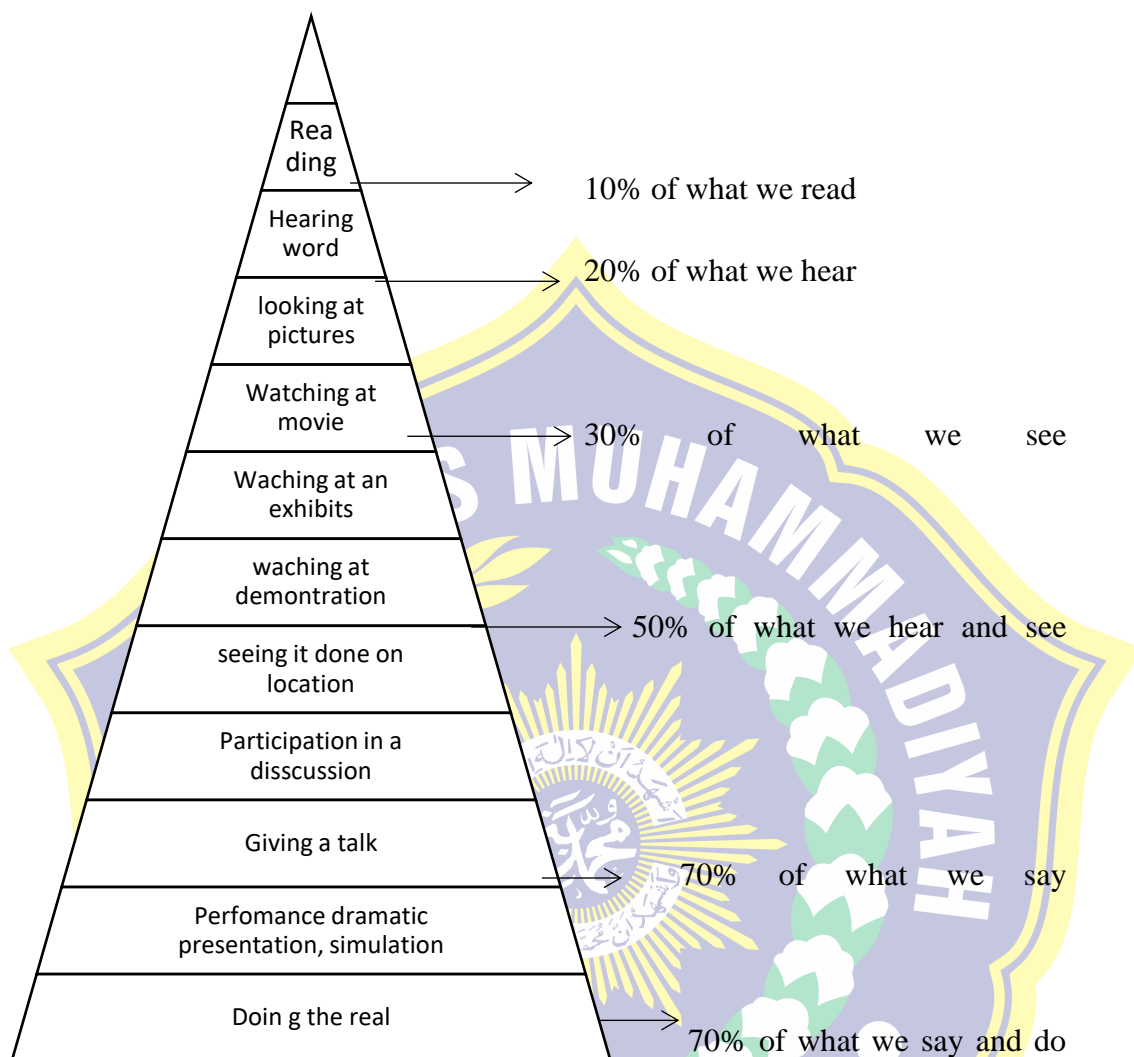 Rea
ding
10% of what we read
Hearing
word
20% of what we hear
looking at
pictures
Watching at
movie
30% of what we see
Waching at an
exhibits
waching at
demontration
50% of what we hear and see
seeing it done on
location
Participation in a
disscussion
Giving a talk
70% of what we say
Perfomance dramatic
presentation, simulation
Doin g the real
70% of what we say and do
S MUHAMMADIYAH